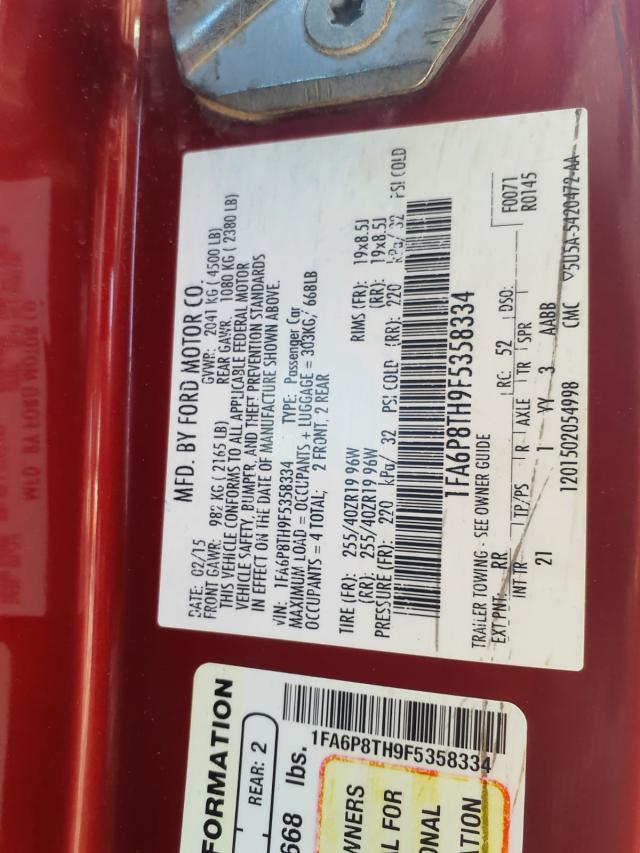 MFD. BY FORD MOTOR CO.
DATE: 02/15 GVWR: 2041 KG ( 4500 LB)
FRONT GAWR: 982 KG ( 2165 LB) REAR GAWR: 1080 KG ( 2380 LB)
THIS VEHICLE CONFORMS TO ALL APPLICABLE FEDERAL MOTOR
VEHICLE SAFETY, BUMPER, AND THEFT PREVENTION STANDARDS
IN EFFECT ON THE DATE OF MANUFACTURE SHOWN ABOVE.
VIN: 1FA6P8TH9F5358334 TYPE: Passenger Car
MAXIMUM LOAD = OCCUPANTS + LUGGAGE = 303KG/ 668LB
OCCUPANTS = 4 TOTAL; 2 FRONT, 2 REAR
TIRE (FR): 255/40ZR19 96W RIMS (FR): 19x8.5J
(RR): 255/40ZR19 96W (RR): 19x8.5J
PRESSURE (FR): 220 kPa/ 32 PSI COLD (RR): 220 kPa/ 32 PSI COLD
1FA6P8TH9F5358334
TRAILER TOWING - SEE OWNER GUIDE
F0071
R0145
EXT PNT: RR RC: 52 DSO:
INT TR TP/PS R AXLE TR SPR
21 1 YY 3 AABB
1201502054998 CMC 5U5A-5420472-AA
FORMATION
REAR: 2
668 lbs.
1FA6P8TH9F5358334
WNERS
AL FOR
ONAL
ATION